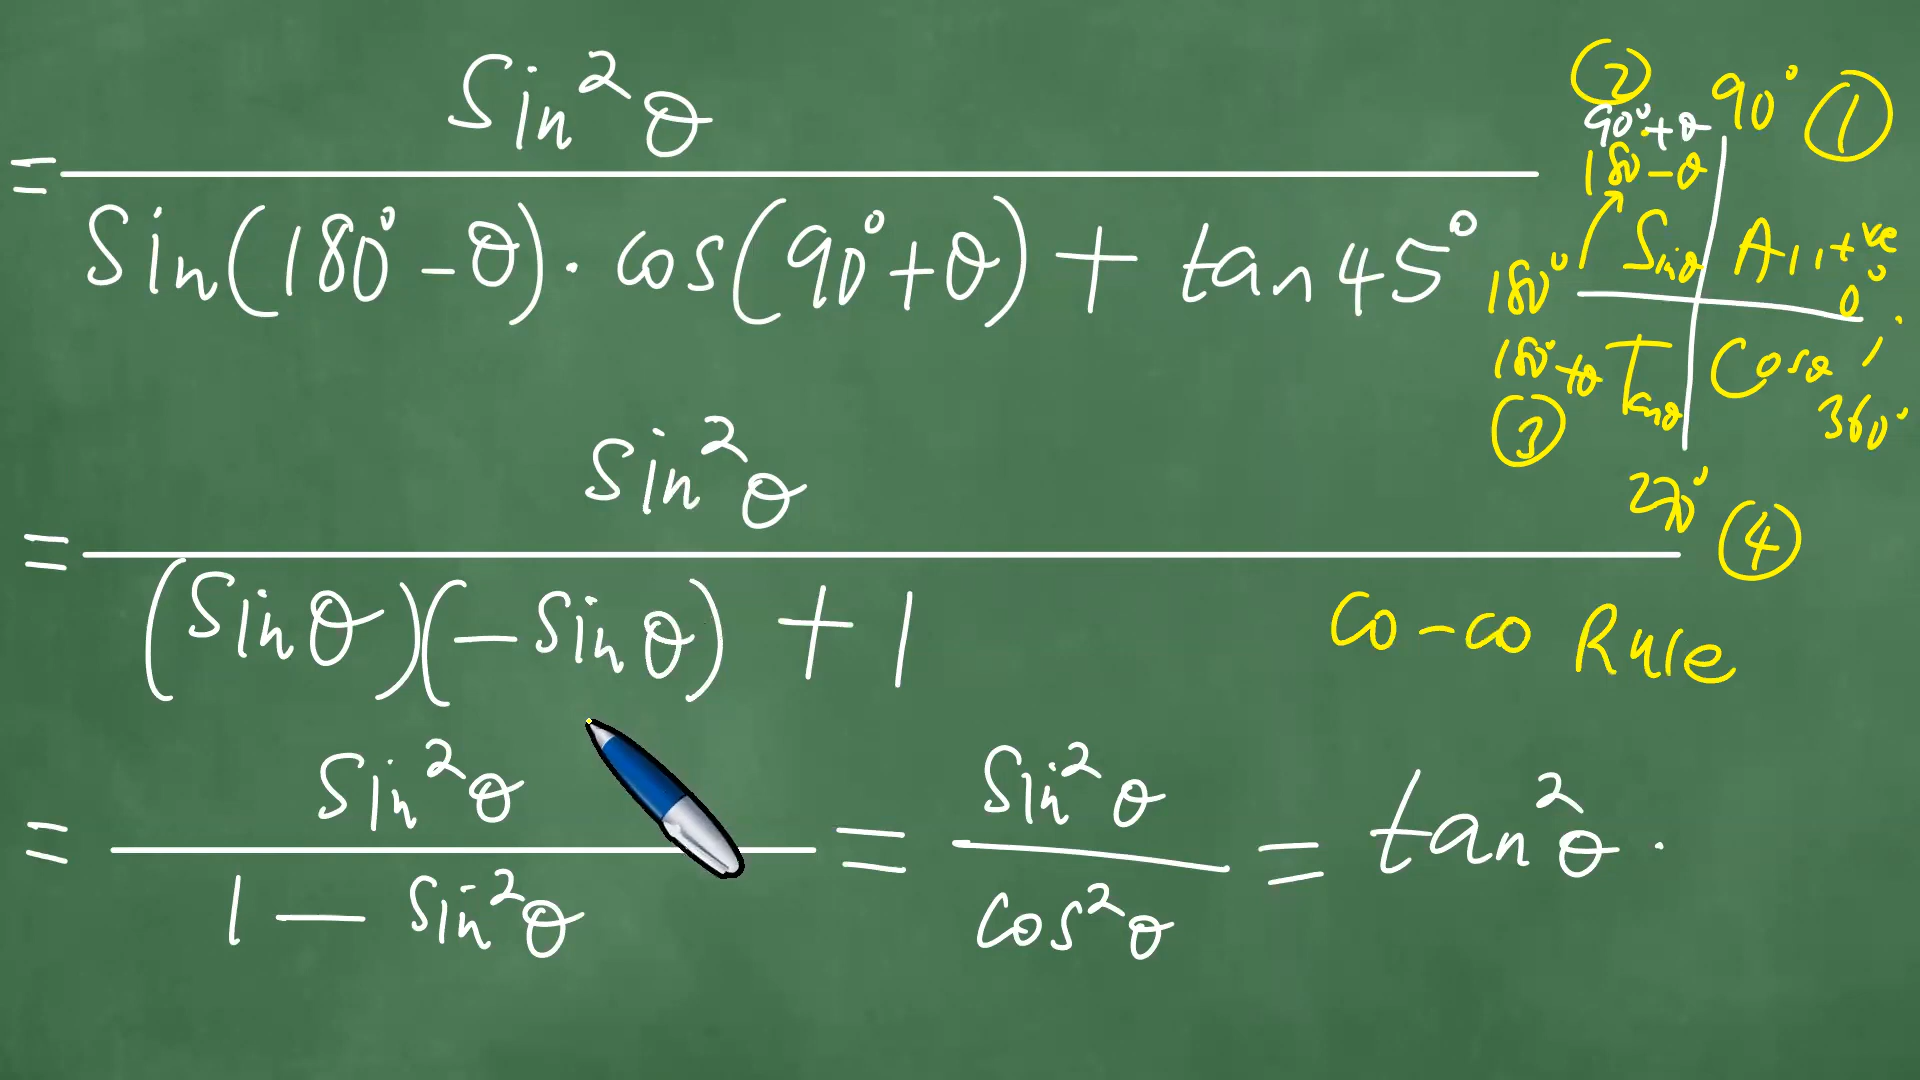 = Sin²θ / Sin(180°-θ)·cos(90°+θ) + tan45°
= Sin²θ / (Sinθ)(-Sinθ) + 1
= Sin²θ / 1 - Sin²θ = Sin²θ / cos²θ = tan²θ.
② 90° ①
90°+θ
180-θ
Sinθ All +ve
180° 0°
180°+θ Tanθ Cosθ
③ 360°
270° ④
Co-co Rule